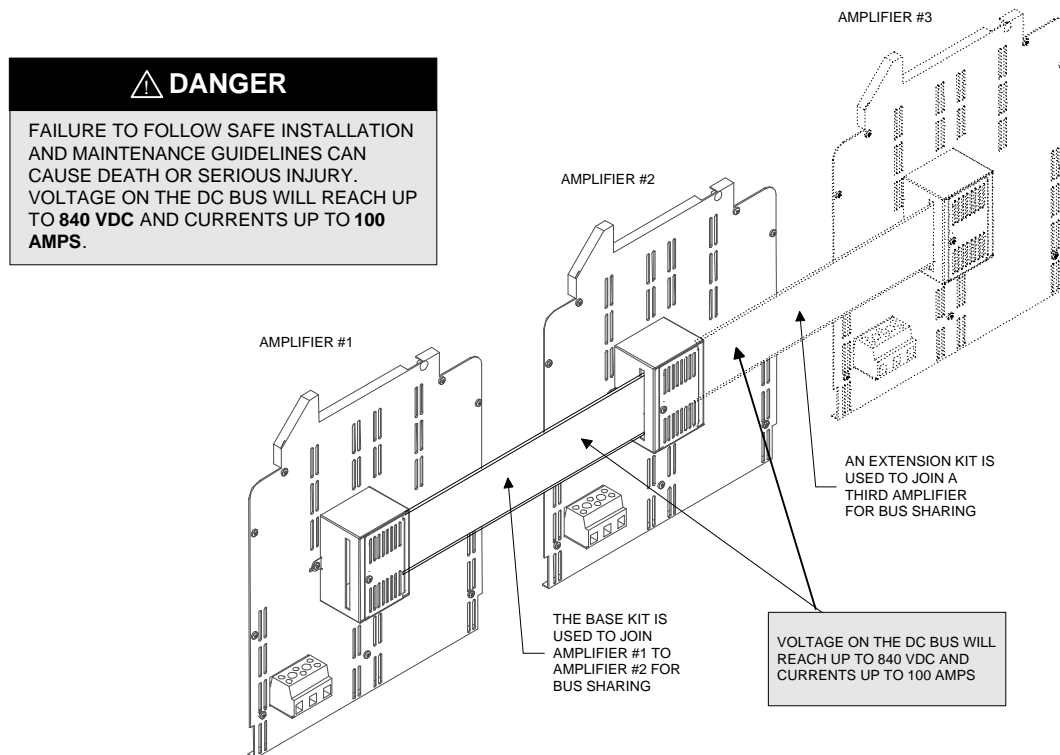 AMPLIFIER #3
⚠ DANGER
FAILURE TO FOLLOW SAFE INSTALLATION
AND MAINTENANCE GUIDELINES CAN
CAUSE DEATH OR SERIOUS INJURY.
VOLTAGE ON THE DC BUS WILL REACH UP
TO 840 VDC AND CURRENTS UP TO 100
AMPS.
AMPLIFIER #2
AMPLIFIER #1
AN EXTENSION KIT IS
USED TO JOIN A
THIRD AMPLIFIER
FOR BUS SHARING
THE BASE KIT IS
USED TO JOIN
AMPLIFIER #1 TO
AMPLIFIER #2 FOR
BUS SHARING
VOLTAGE ON THE DC BUS WILL
REACH UP TO 840 VDC AND
CURRENTS UP TO 100 AMPS